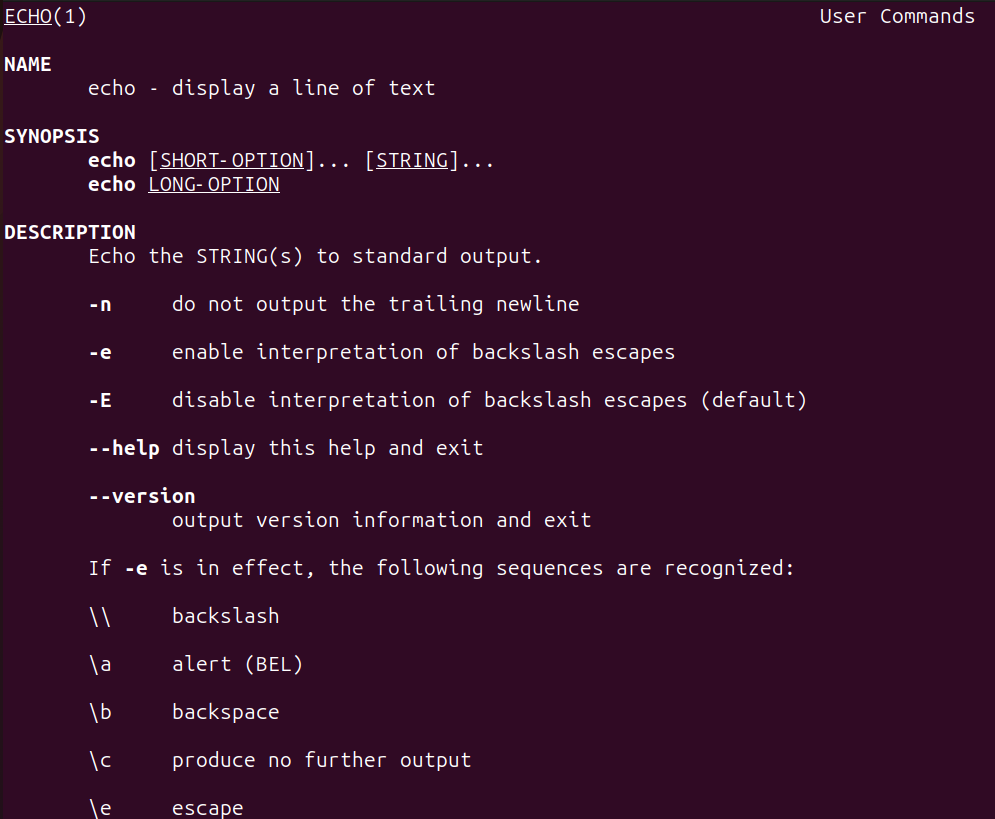 ECHO(1) User Commands
NAME
echo - display a line of text
SYNOPSIS
echo [SHORT-OPTION]... [STRING]...
echo LONG-OPTION
DESCRIPTION
Echo the STRING(s) to standard output.
-n do not output the trailing newline
-e enable interpretation of backslash escapes
-E disable interpretation of backslash escapes (default)
--help display this help and exit
--version
output version information and exit
If -e is in effect, the following sequences are recognized:
\\ backslash
\a alert (BEL)
\b backspace
\c produce no further output
\e escape